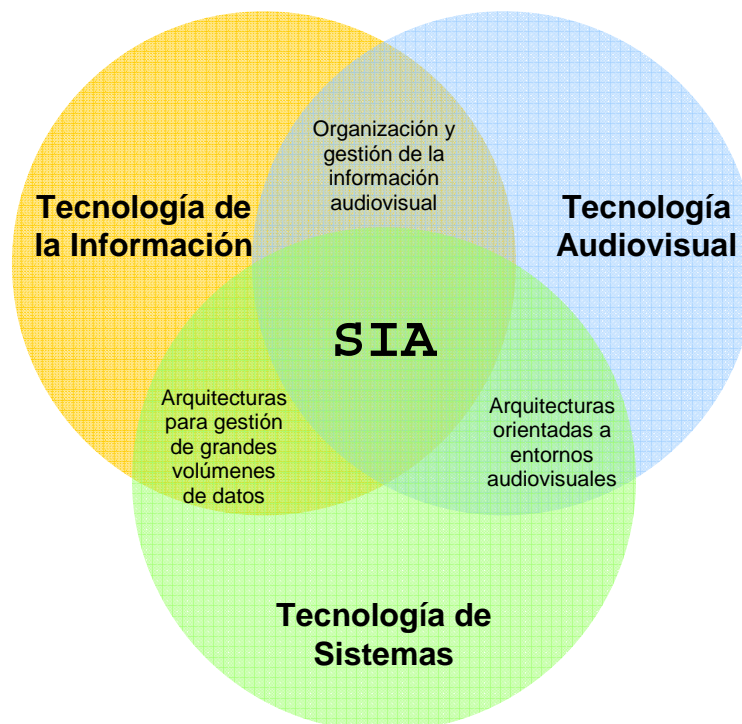 Organización y
gestión de la
información
audiovisual
Tecnología de
la Información
Tecnología
Audiovisual
SIA
Arquitecturas
para gestión
de grandes
volúmenes
de datos
Arquitecturas
orientadas a
entornos
audiovisuales
Tecnología de
Sistemas